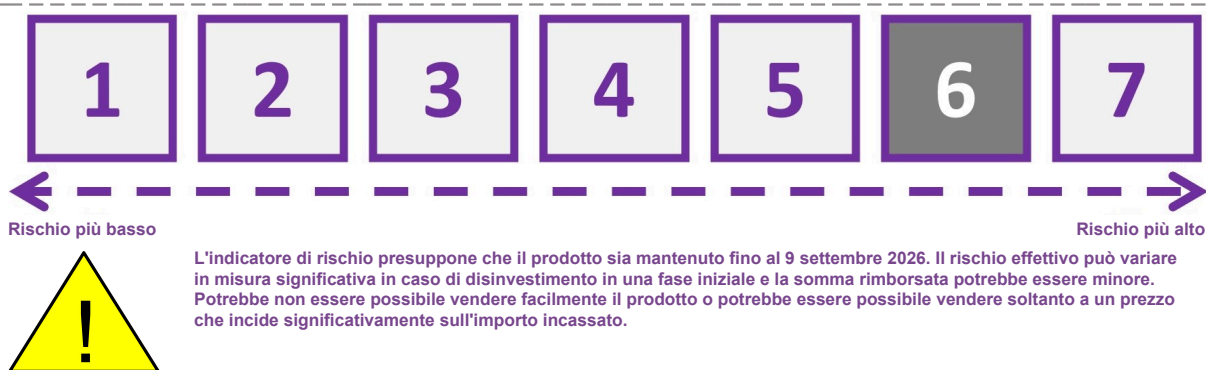 1 2 3 4 5 6 7
Rischio più basso Rischio più alto
L'indicatore di rischio presuppone che il prodotto sia mantenuto fino al 9 settembre 2026. Il rischio effettivo può variare
in misura significativa in caso di disinvestimento in una fase iniziale e la somma rimborsata potrebbe essere minore.
Potrebbe non essere possibile vendere facilmente il prodotto o potrebbe essere possibile vendere soltanto a un prezzo
che incide significativamente sull'importo incassato.
!